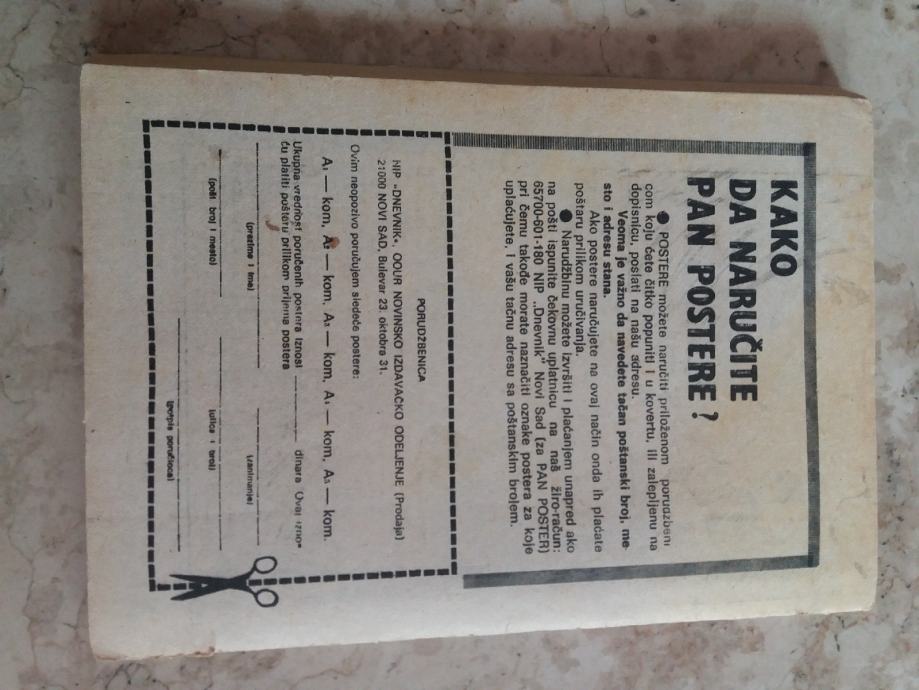 KAKO
DA NARUČITE
PAN POSTERE?
● POSTERE možete naručiti priloženom porudžbeni
com koju ćete čitko popuniti i u kovertu, ili zalepljenu na
dopisnicu, poslati na našu adresu.
Veoma je važno da navedete tačan poštanski broj, me
sto i adresu stana.
Ako postere naručujete na ovaj način onda ih plaćate
poštaru prilikom uručivanja.
● Narudžbinu možete izvršiti i plaćanjem unapred ako
na pošti ispunite čekovnu uplatnicu na naš žiro-račun:
65700-601-180 NIP „Dnevnik" Novi Sad (za PAN POSTER)
pri čemu takođe morate naznačiti oznake postera za koje
uplaćujete. I vašu tačnu adresu sa poštanskim brojem.
PORUDŽBENICA
NIP »DNEVNIK«, OOUR NOVINSKO IZDAVAČKO ODELJENJE (Prodaja)
21000 NOVI SAD, Bulevar 23. oktobra 31.
Ovim neopozivo poručujem sledeće postere:
A₁ — kom, A₂ — kom, A₃ — kom, — kom, — kom.
Ukupna vrednost poručenih postera iznosi dinara Ovaj iznos
ću platiti poštaru prilikom prijema postera
(prezime i ime) (zanimanje)
(pošt broj i mesto) (ulica i broj)
(potpis poručioca)